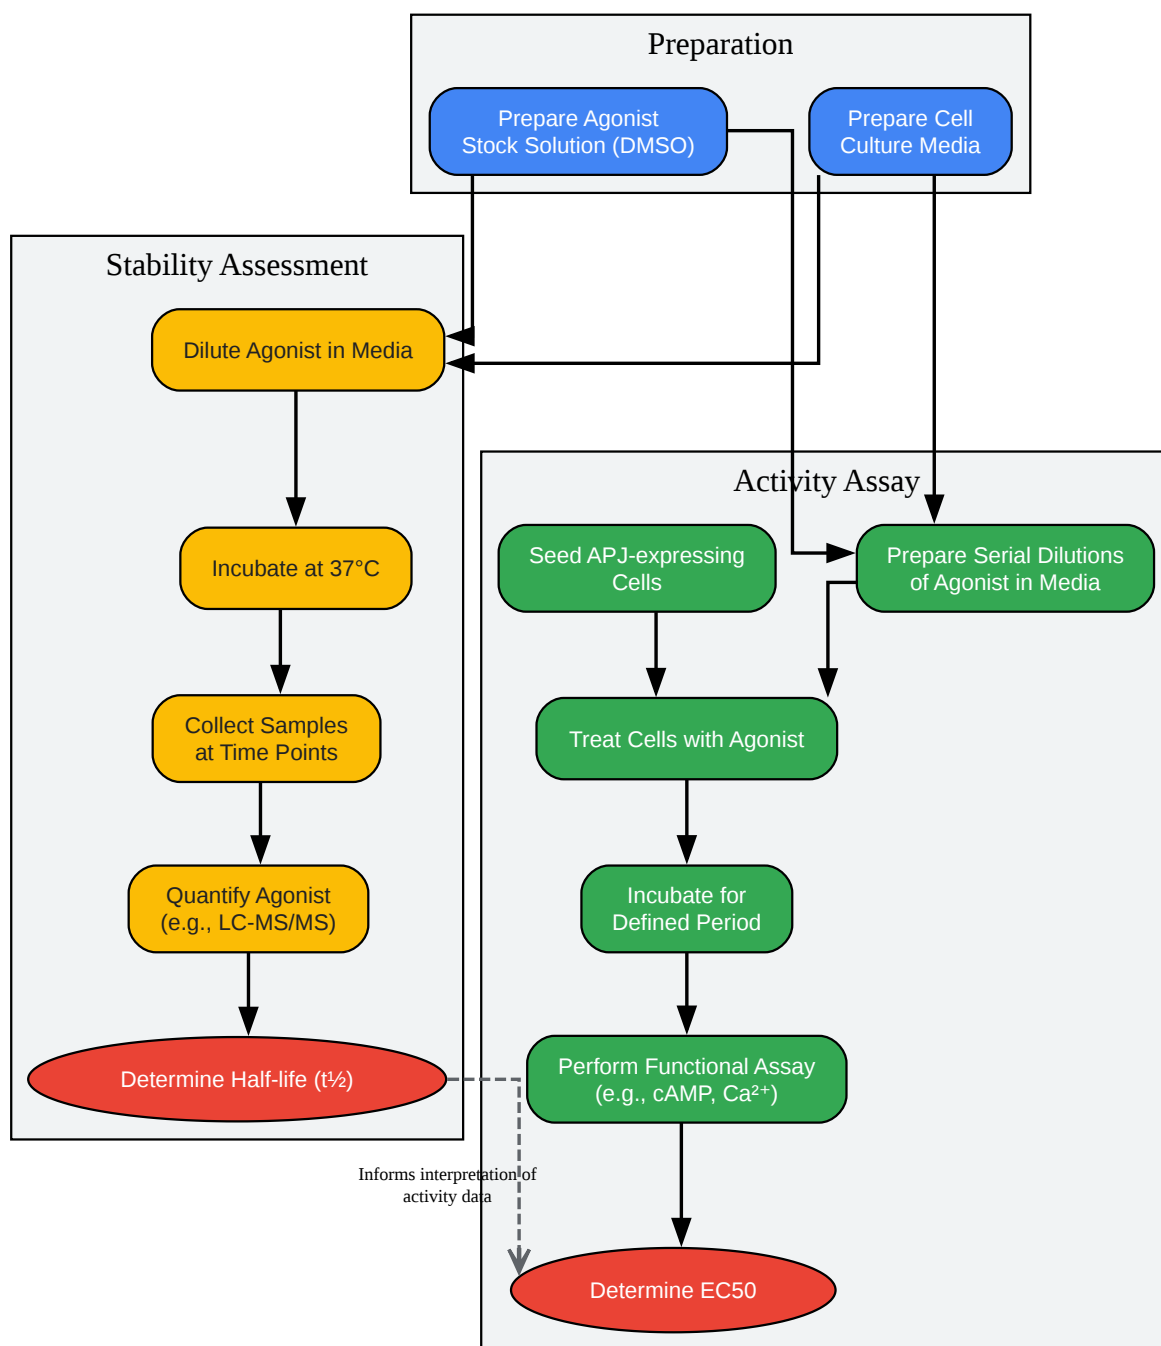 Preparation
Prepare Agonist
Stock Solution (DMSO)
Prepare Cell
Culture Media
Stability Assessment
Dilute Agonist in Media
Incubate at 37°C
Collect Samples
at Time Points
Quantify Agonist
(e.g., LC-MS/MS)
Determine Half-life (t½)
Informs interpretation of
activity data
Activity Assay
Seed APJ-expressing
Cells
Prepare Serial Dilutions
of Agonist in Media
Treat Cells with Agonist
Incubate for
Defined Period
Perform Functional Assay
(e.g., cAMP, Ca²⁺)
Determine EC50